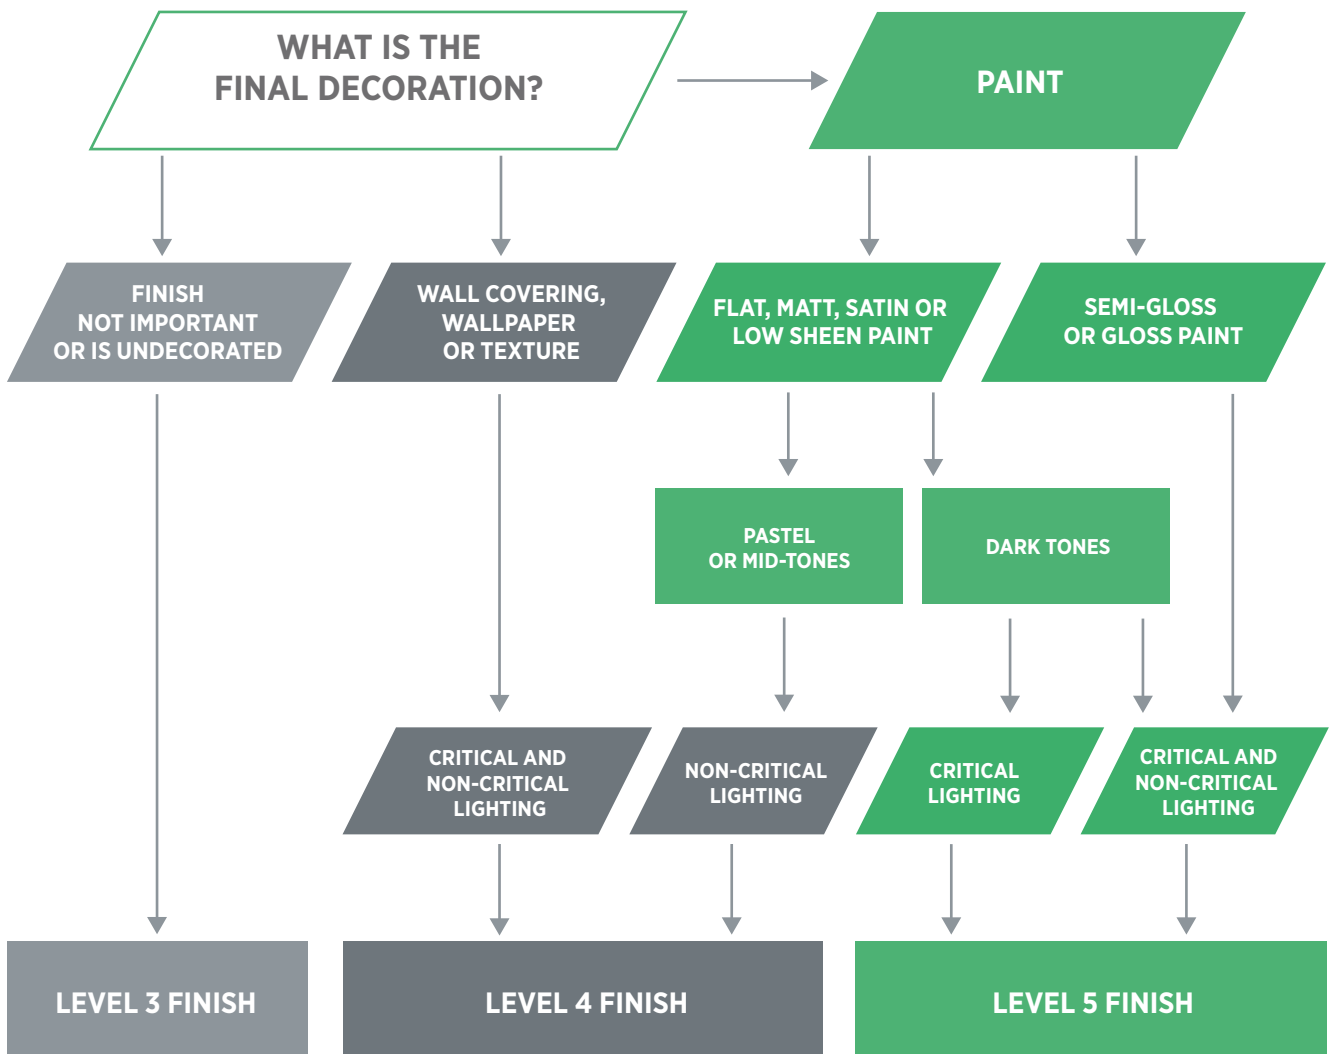 WHAT IS THE
FINAL DECORATION?
PAINT
FINISH
NOT IMPORTANT
OR IS UNDECORATED
WALL COVERING,
WALLPAPER
OR TEXTURE
FLAT, MATT, SATIN OR
LOW SHEEN PAINT
SEMI-GLOSS
OR GLOSS PAINT
PASTEL
OR MID-TONES
DARK TONES
CRITICAL AND
NON-CRITICAL
LIGHTING
NON-CRITICAL
LIGHTING
CRITICAL
LIGHTING
CRITICAL AND
NON-CRITICAL
LIGHTING
LEVEL 3 FINISH
LEVEL 4 FINISH
LEVEL 5 FINISH